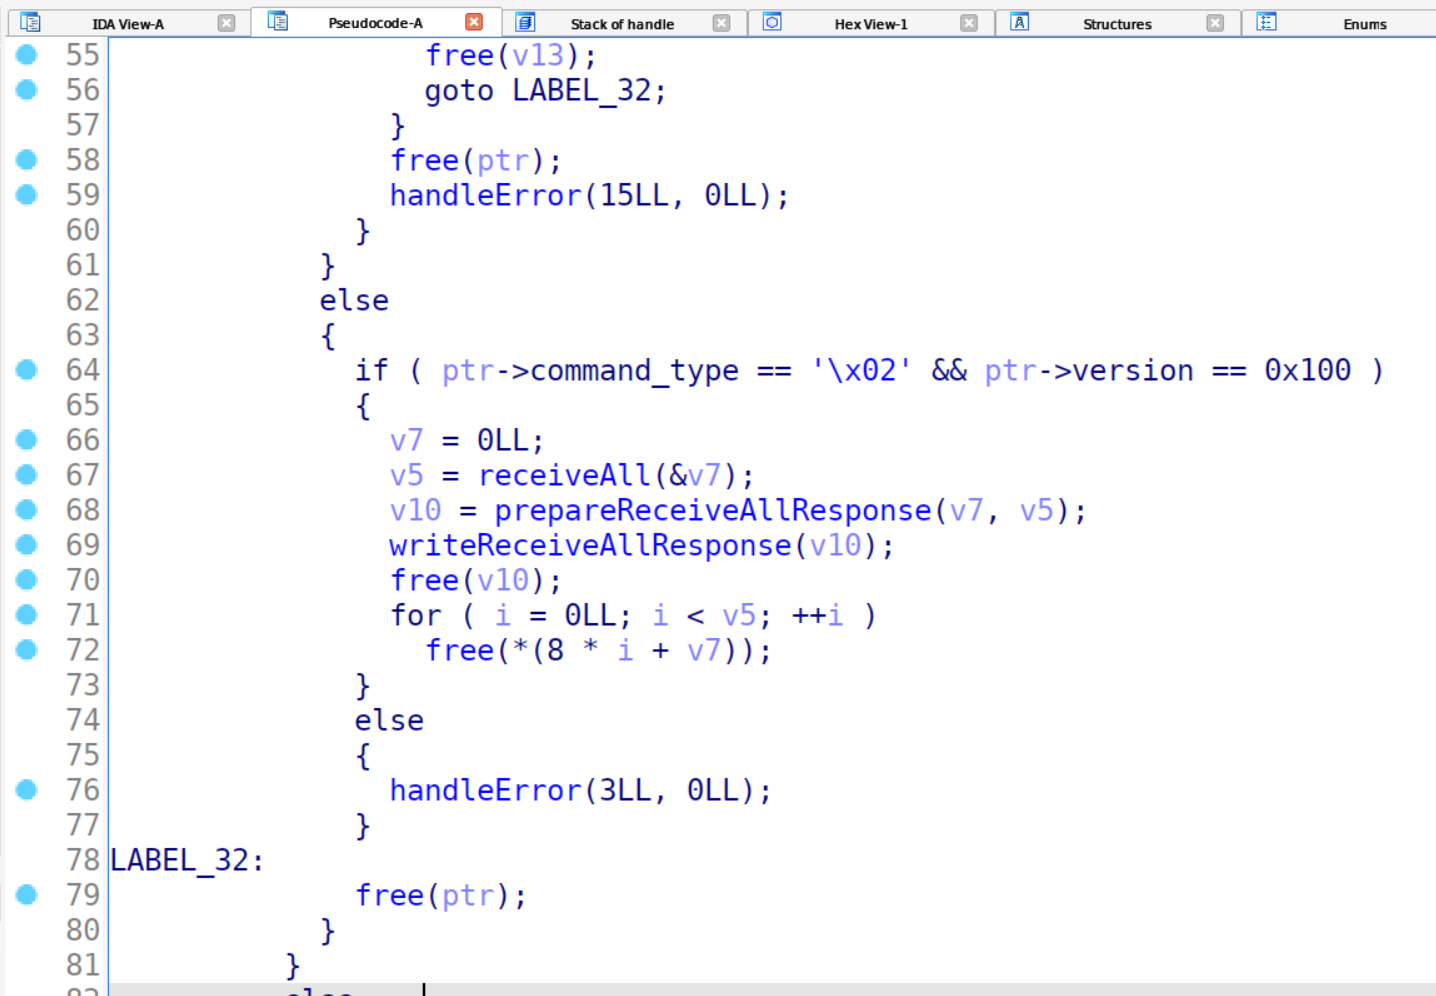 IDA View-A Pseudocode-A Stack of handle Hex View-1 Structures Enums
55 free(v13);
56 goto LABEL_32;
57 }
58 free(ptr);
59 handleError(15LL, 0LL);
60 }
61 }
62 else
63 {
64 if ( ptr->command_type == '\x02' && ptr->version == 0x100 )
65 {
66 v7 = 0LL;
67 v5 = receiveAll(&v7);
68 v10 = prepareReceiveAllResponse(v7, v5);
69 writeReceiveAllResponse(v10);
70 free(v10);
71 for ( i = 0LL; i < v5; ++i )
72 free(*(8 * i + v7));
73 }
74 else
75 {
76 handleError(3LL, 0LL);
77 }
78 LABEL_32:
79 free(ptr);
80 }
81 }